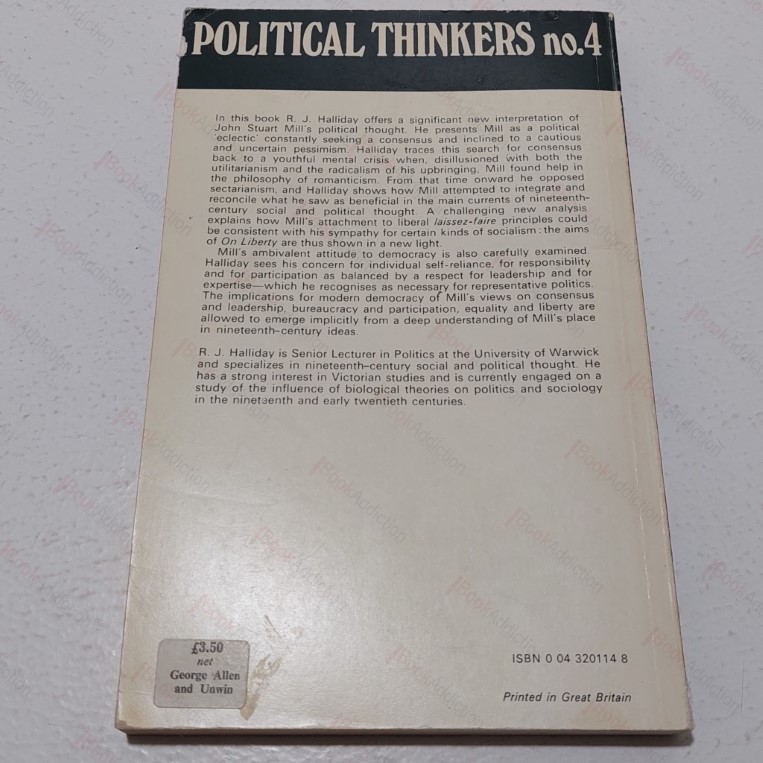 POLITICAL THINKERS no.4
In this book R. J. Halliday offers a significant new interpretation of
John Stuart Mill's political thought. He presents Mill as a political
'eclectic' constantly seeking a consensus and inclined to a cautious
and uncertain pessimism. Halliday traces this search for consensus
back to a youthful mental crisis when, disillusioned with both the
utilitarianism and the radicalism of his upbringing, Mill found help in
the philosophy of romanticism. From that time onward he opposed
sectarianism, and Halliday shows how Mill attempted to integrate and
reconcile what he saw as beneficial in the main currents of nineteenth-
century social and political thought. A challenging new analysis
explains how Mill's attachment to liberal laissez-faire principles could
be consistent with his sympathy for certain kinds of socialism: the aims
of On Liberty are thus shown in a new light.
Mill's ambivalent attitude to democracy is also carefully examined.
Halliday sees his concern for individual self-reliance, for responsibility
and for participation as balanced by a respect for leadership and for
expertise—which he recognises as necessary for representative politics.
The implications for modern democracy of Mill's views on consensus
and leadership, bureaucracy and participation, equality and liberty are
allowed to emerge implicitly from a deep understanding of Mill's place
in nineteenth-century ideas.
R. J. Halliday is Senior Lecturer in Politics at the University of Warwick
and specializes in nineteenth-century social and political thought. He
has a strong interest in Victorian studies and is currently engaged on a
study of the influence of biological theories on politics and sociology
in the nineteenth and early twentieth centuries.
£3.50
net
George Allen
and Unwin
ISBN 0 04 320114 8
Printed in Great Britain
BookAddiction